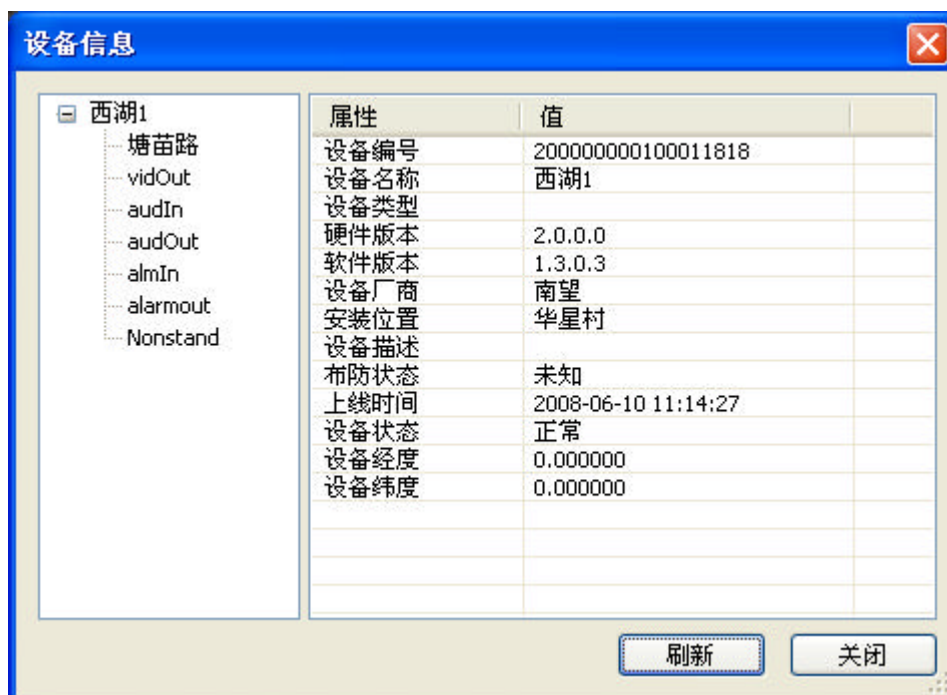 设备信息
西湖1
塘苗路
vidOut
audIn
audOut
almIn
alarmout
Nonstand
属性 值
设备编号 200000000100011818
设备名称 西湖1
设备类型
硬件版本 2.0.0.0
软件版本 1.3.0.3
设备厂商 南望
安装位置 华星村
设备描述
布防状态 未知
上线时间 2008-06-10 11:14:27
设备状态 正常
设备经度 0.000000
设备纬度 0.000000
刷新 关闭